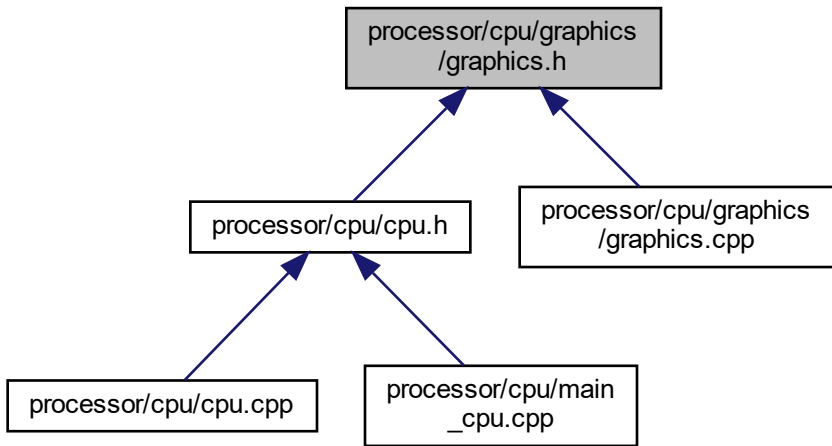 processor/cpu/graphics
/graphics.h
processor/cpu/cpu.h
processor/cpu/graphics
/graphics.cpp
processor/cpu/cpu.cpp
processor/cpu/main
_cpu.cpp